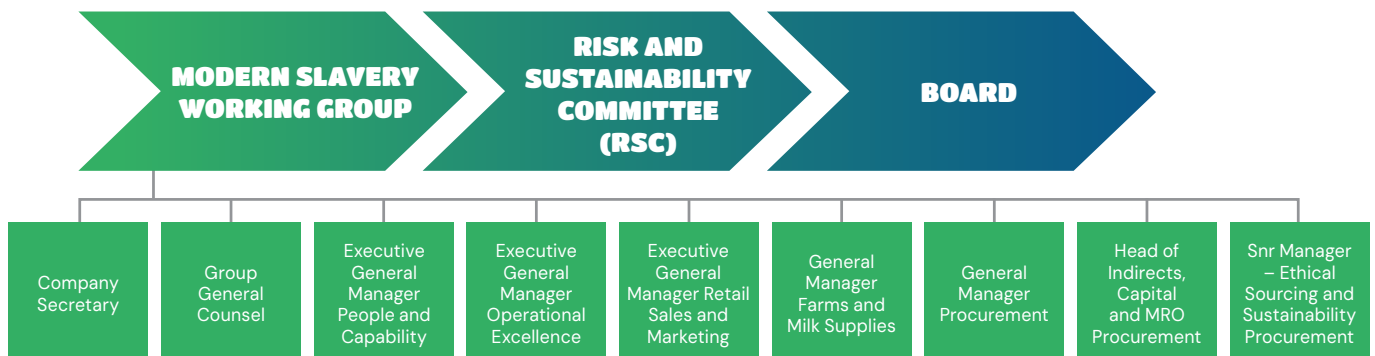 MODERN SLAVERY
WORKING GROUP
RISK AND
SUSTAINABILITY
COMMITTEE
(RSC)
BOARD
Company
Secretary
Group
General
Counsel
Executive
General
Manager
People and
Capability
Executive
General
Manager
Operational
Excellence
Executive
General
Manager Retail
Sales and
Marketing
General
Manager
Farms and
Milk Supplies
General
Manager
Procurement
Head of
Indirects,
Capital
and MRO
Procurement
Snr Manager
– Ethical
Sourcing and
Sustainability
Procurement